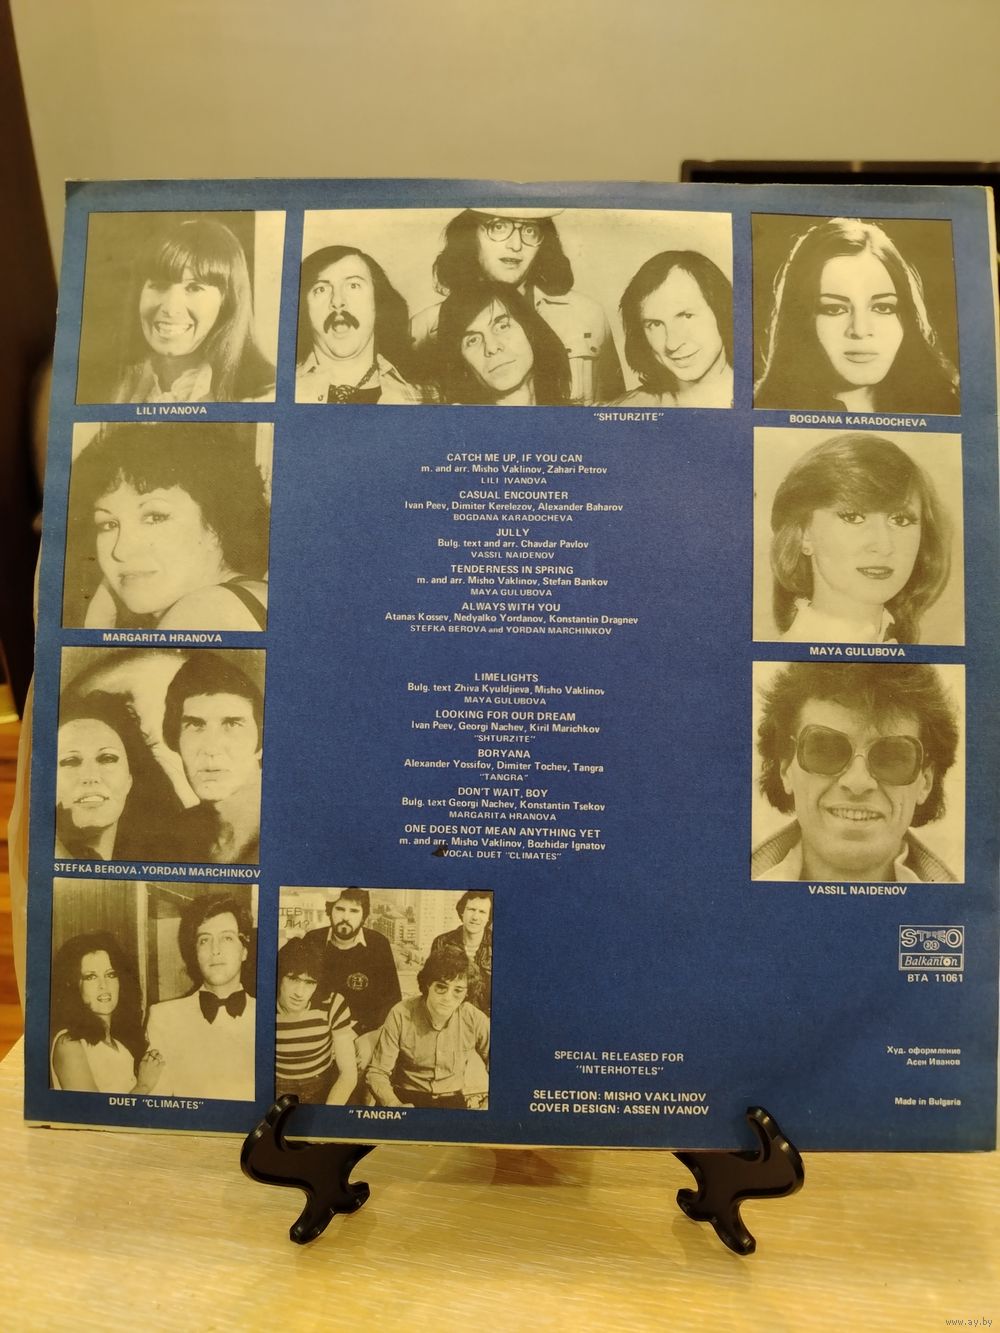 LILI IVANOVA
"SHTURZITE"
BOGDANA KARADOCHEVA
CATCH ME UP, IF YOU CAN
m. and arr. Misho Vaklinov, Zahari Petrov
LILI IVANOVA
CASUAL ENCOUNTER
Ivan Peev, Dimiter Kerelezov, Alexander Baharov
BOGDANA KARADOCHEVA
JULLY
Bulg. text and arr. Chavdar Pavlov
VASSIL NAIDENOV
TENDERNESS IN SPRING
m. and arr. Misho Vaklinov, Stefan Bankov
MAYA GULUBOVA
ALWAYS WITH YOU
Atanas Kossev, Nedyalko Yordanov, Konstantin Dragnev
STEFKA BEROVA and YORDAN MARCHINKOV
MARGARITA HRANOVA
MAYA GULUBOVA
LIMELIGHTS
Bulg. text Zhiva Kyuldjieva, Misho Vaklinov
MAYA GULUBOVA
LOOKING FOR OUR DREAM
Ivan Peev, Georgi Nachev, Kiril Marichkov
"SHTURZITE"
BORYANA
Alexander Yossifov, Dimiter Tochev, Tangra
"TANGRA"
DON'T WAIT, BOY
Bulg. text Georgi Nachev, Konstantin Tsekov
MARGARITA HRANOVA
ONE DOES NOT MEAN ANYTHING YET
m. and arr. Misho Vaklinov, Bozhidar Ignatov
VOCAL DUET "CLIMATES"
STEFKA BEROVA. YORDAN MARCHINKOV
VASSIL NAIDENOV
STEREO
33
Balkanton
BTA 11061
DUET "CLIMATES"
"TANGRA"
SPECIAL RELEASED FOR
"INTERHOTELS"
SELECTION: MISHO VAKLINOV
COVER DESIGN: ASSEN IVANOV
Худ. оформление
Асен Иванов
Made in Bulgaria
www.ay.by